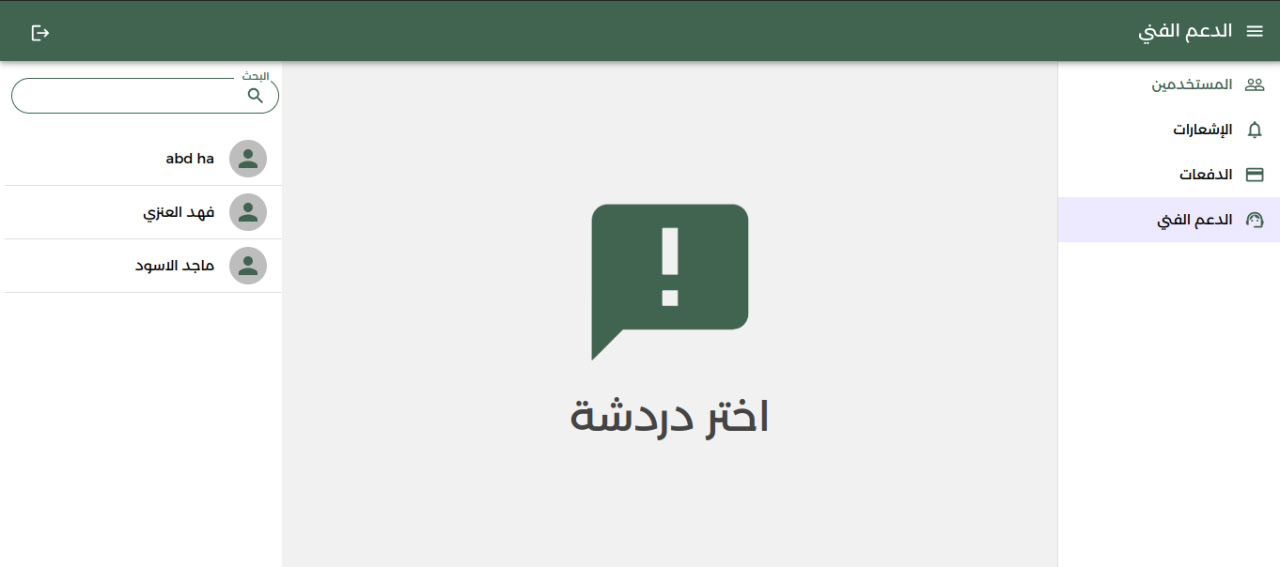 الدعم الفني
المستخدمين
الإشعارات
الدفعات
الدعم الفني
اختر دردشة
البحث
abd ha
فهد العنزي
ماجد الاسود